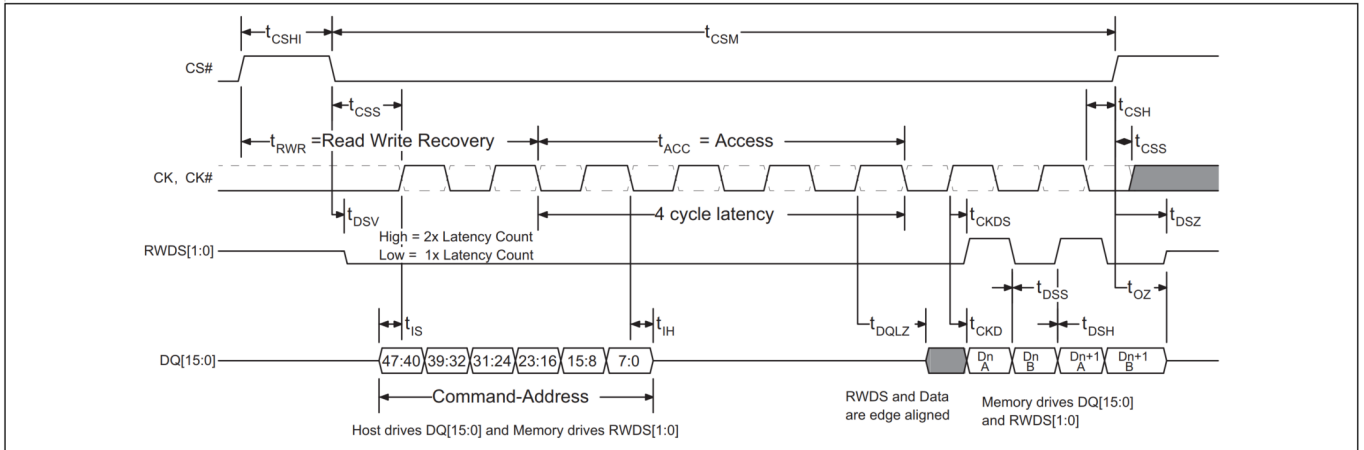 tCSHI
tCSM
CS#
tCSS
tCSH
tRWR =Read Write Recovery
tACC = Access
tCSS
CK, CK#
4 cycle latency
tDSV
tCKDS
tDSZ
High = 2x Latency Count
Low = 1x Latency Count
RWDS[1:0]
tDSS
tOZ
tIS
tIH
tDQLZ
tCKD
tDSH
DQ[15:0]
47:40 39:32 31:24 23:16 15:8 7:0
Dn A
Dn B
Dn+1 A
Dn+1 B
Command-Address
RWDS and Data
are edge aligned
Memory drives DQ[15:0]
and RWDS[1:0]
Host drives DQ[15:0] and Memory drives RWDS[1:0]